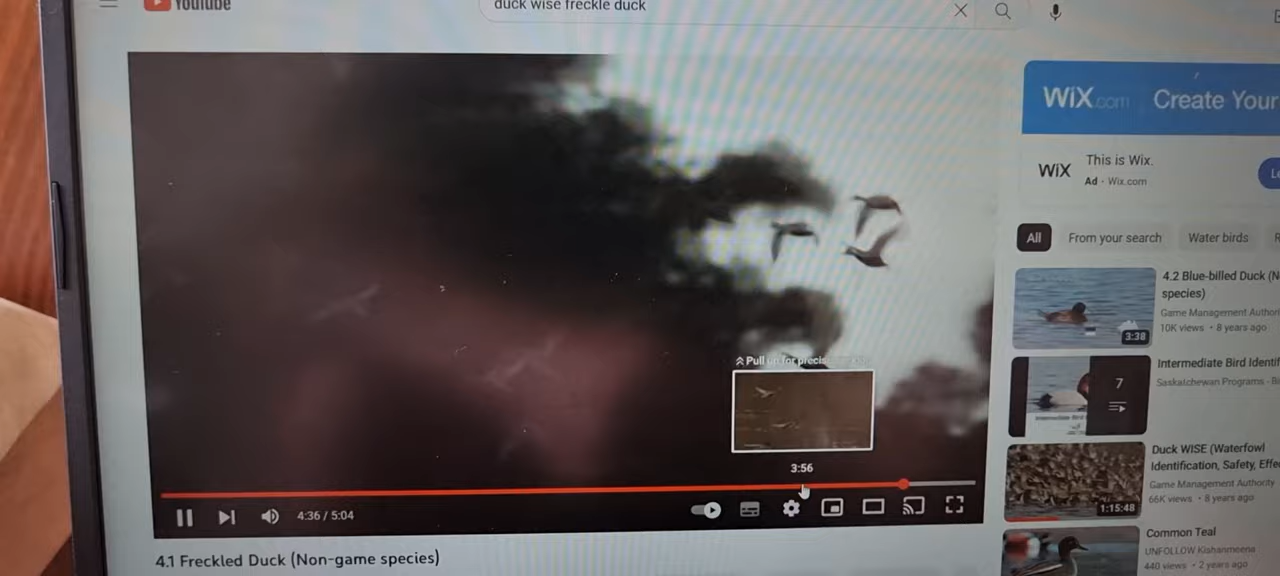 YouTube
duck wise freckle duck
WiX.com Create Your
WiX
This is Wix.
Ad · Wix.com
All
From your search
Water birds
4.2 Blue-billed Duck (N
species)
Game Management Authori
10K views • 8 years ago
3:38
Intermediate Bird Identif
Saskatchewan Programs - Bi
7
Duck WISE (Waterfowl
Identification, Safety, Effe
Game Management Authority
66K views • 8 years ago
1:15:48
Common Teal
UNFOLLOW Kishanmeena
440 views • 2 years ago
Pull up for precis
3:56
4:36 / 5:04
4.1 Freckled Duck (Non-game species)